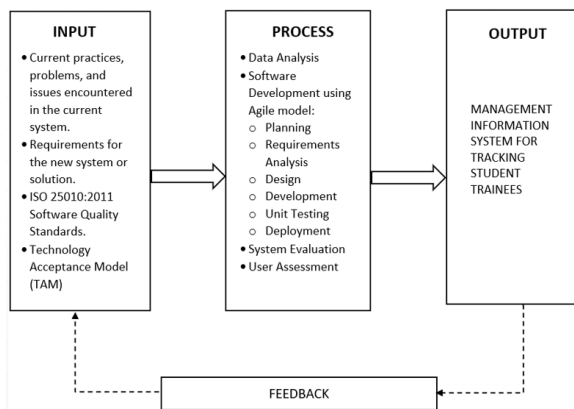 INPUT
• Current practices,
problems, and
issues encountered
in the current
system.
• Requirements for
the new system or
solution.
• ISO 25010:2011
Software Quality
Standards.
• Technology
Acceptance Model
(TAM)
PROCESS
• Data Analysis
• Software
Development using
Agile model:
o Planning
o Requirements
Analysis
o Design
o Development
o Unit Testing
o Deployment
• System Evaluation
• User Assessment
OUTPUT
MANAGEMENT
INFORMATION
SYSTEM FOR
TRACKING
STUDENT
TRAINEES
FEEDBACK